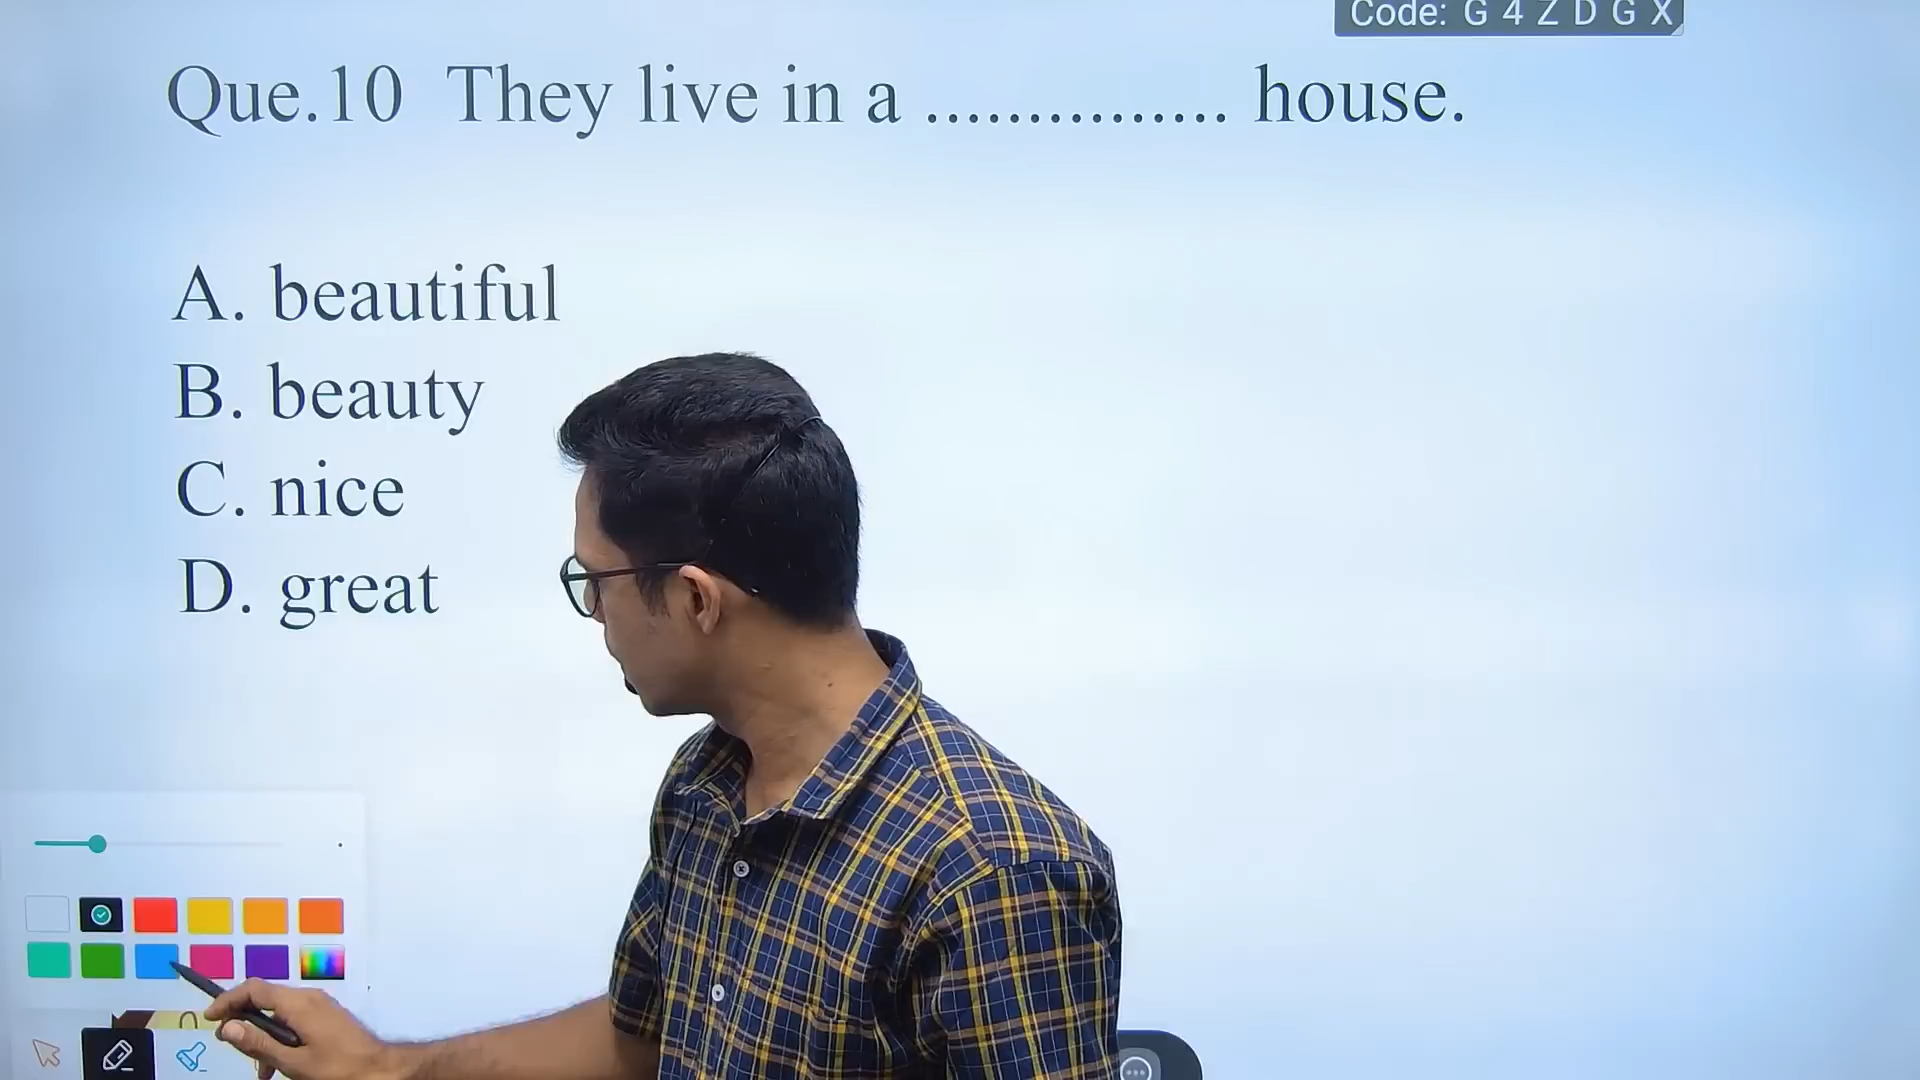 Code: G 4 Z D G X
Que.10 They live in a ............... house.
A. beautiful
B. beauty
C. nice
D. great